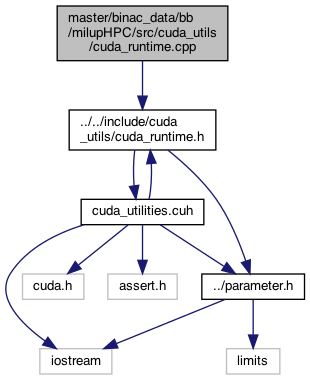 master/binac_data/bb
/milupHPC/src/cuda_utils
/cuda_runtime.cpp
../../include/cuda
_utils/cuda_runtime.h
cuda_utilities.cuh
cuda.h
assert.h
../parameter.h
iostream
limits